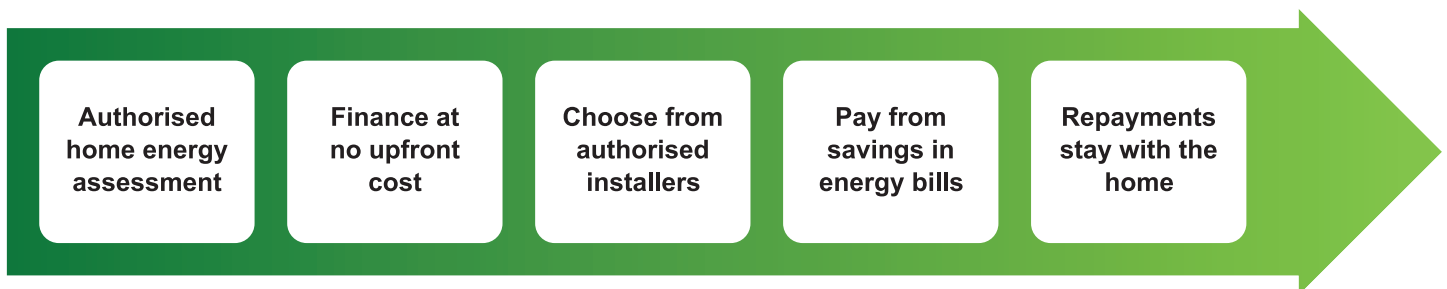 Authorised
home energy
assessment
Finance at
no upfront
cost
Choose from
authorised
installers
Pay from
savings in
energy bills
Repayments
stay with the
home